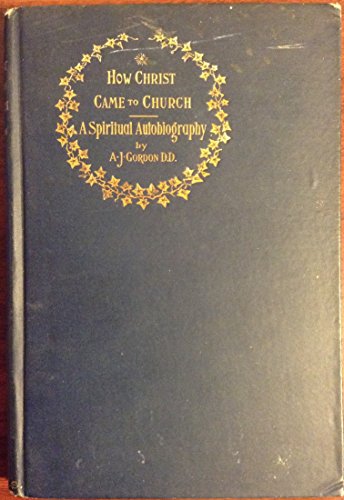 How Christ
Came to Church
A Spiritual Autobiography
by
A·J·Gordon D.D.